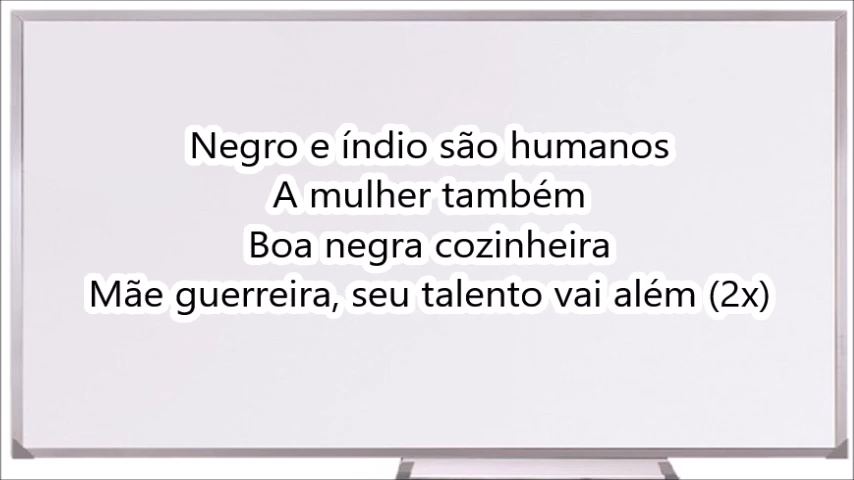 Negro e índio são humanos
A mulher também
Boa negra cozinheira
Mãe guerreira, seu talento vai além (2x)